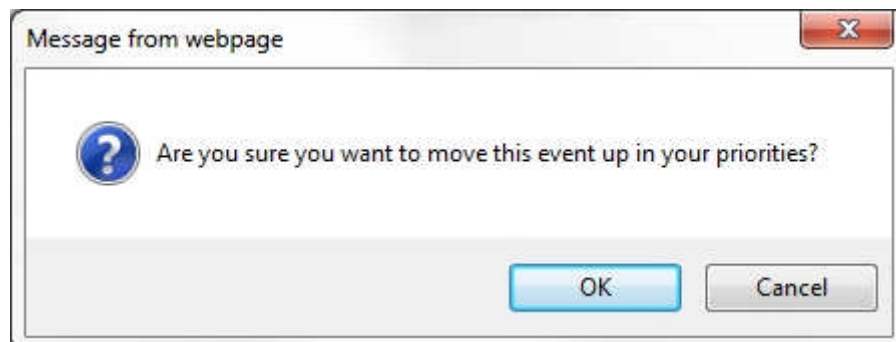 Message from webpage
Are you sure you want to move this event up in your priorities?
OK Cancel